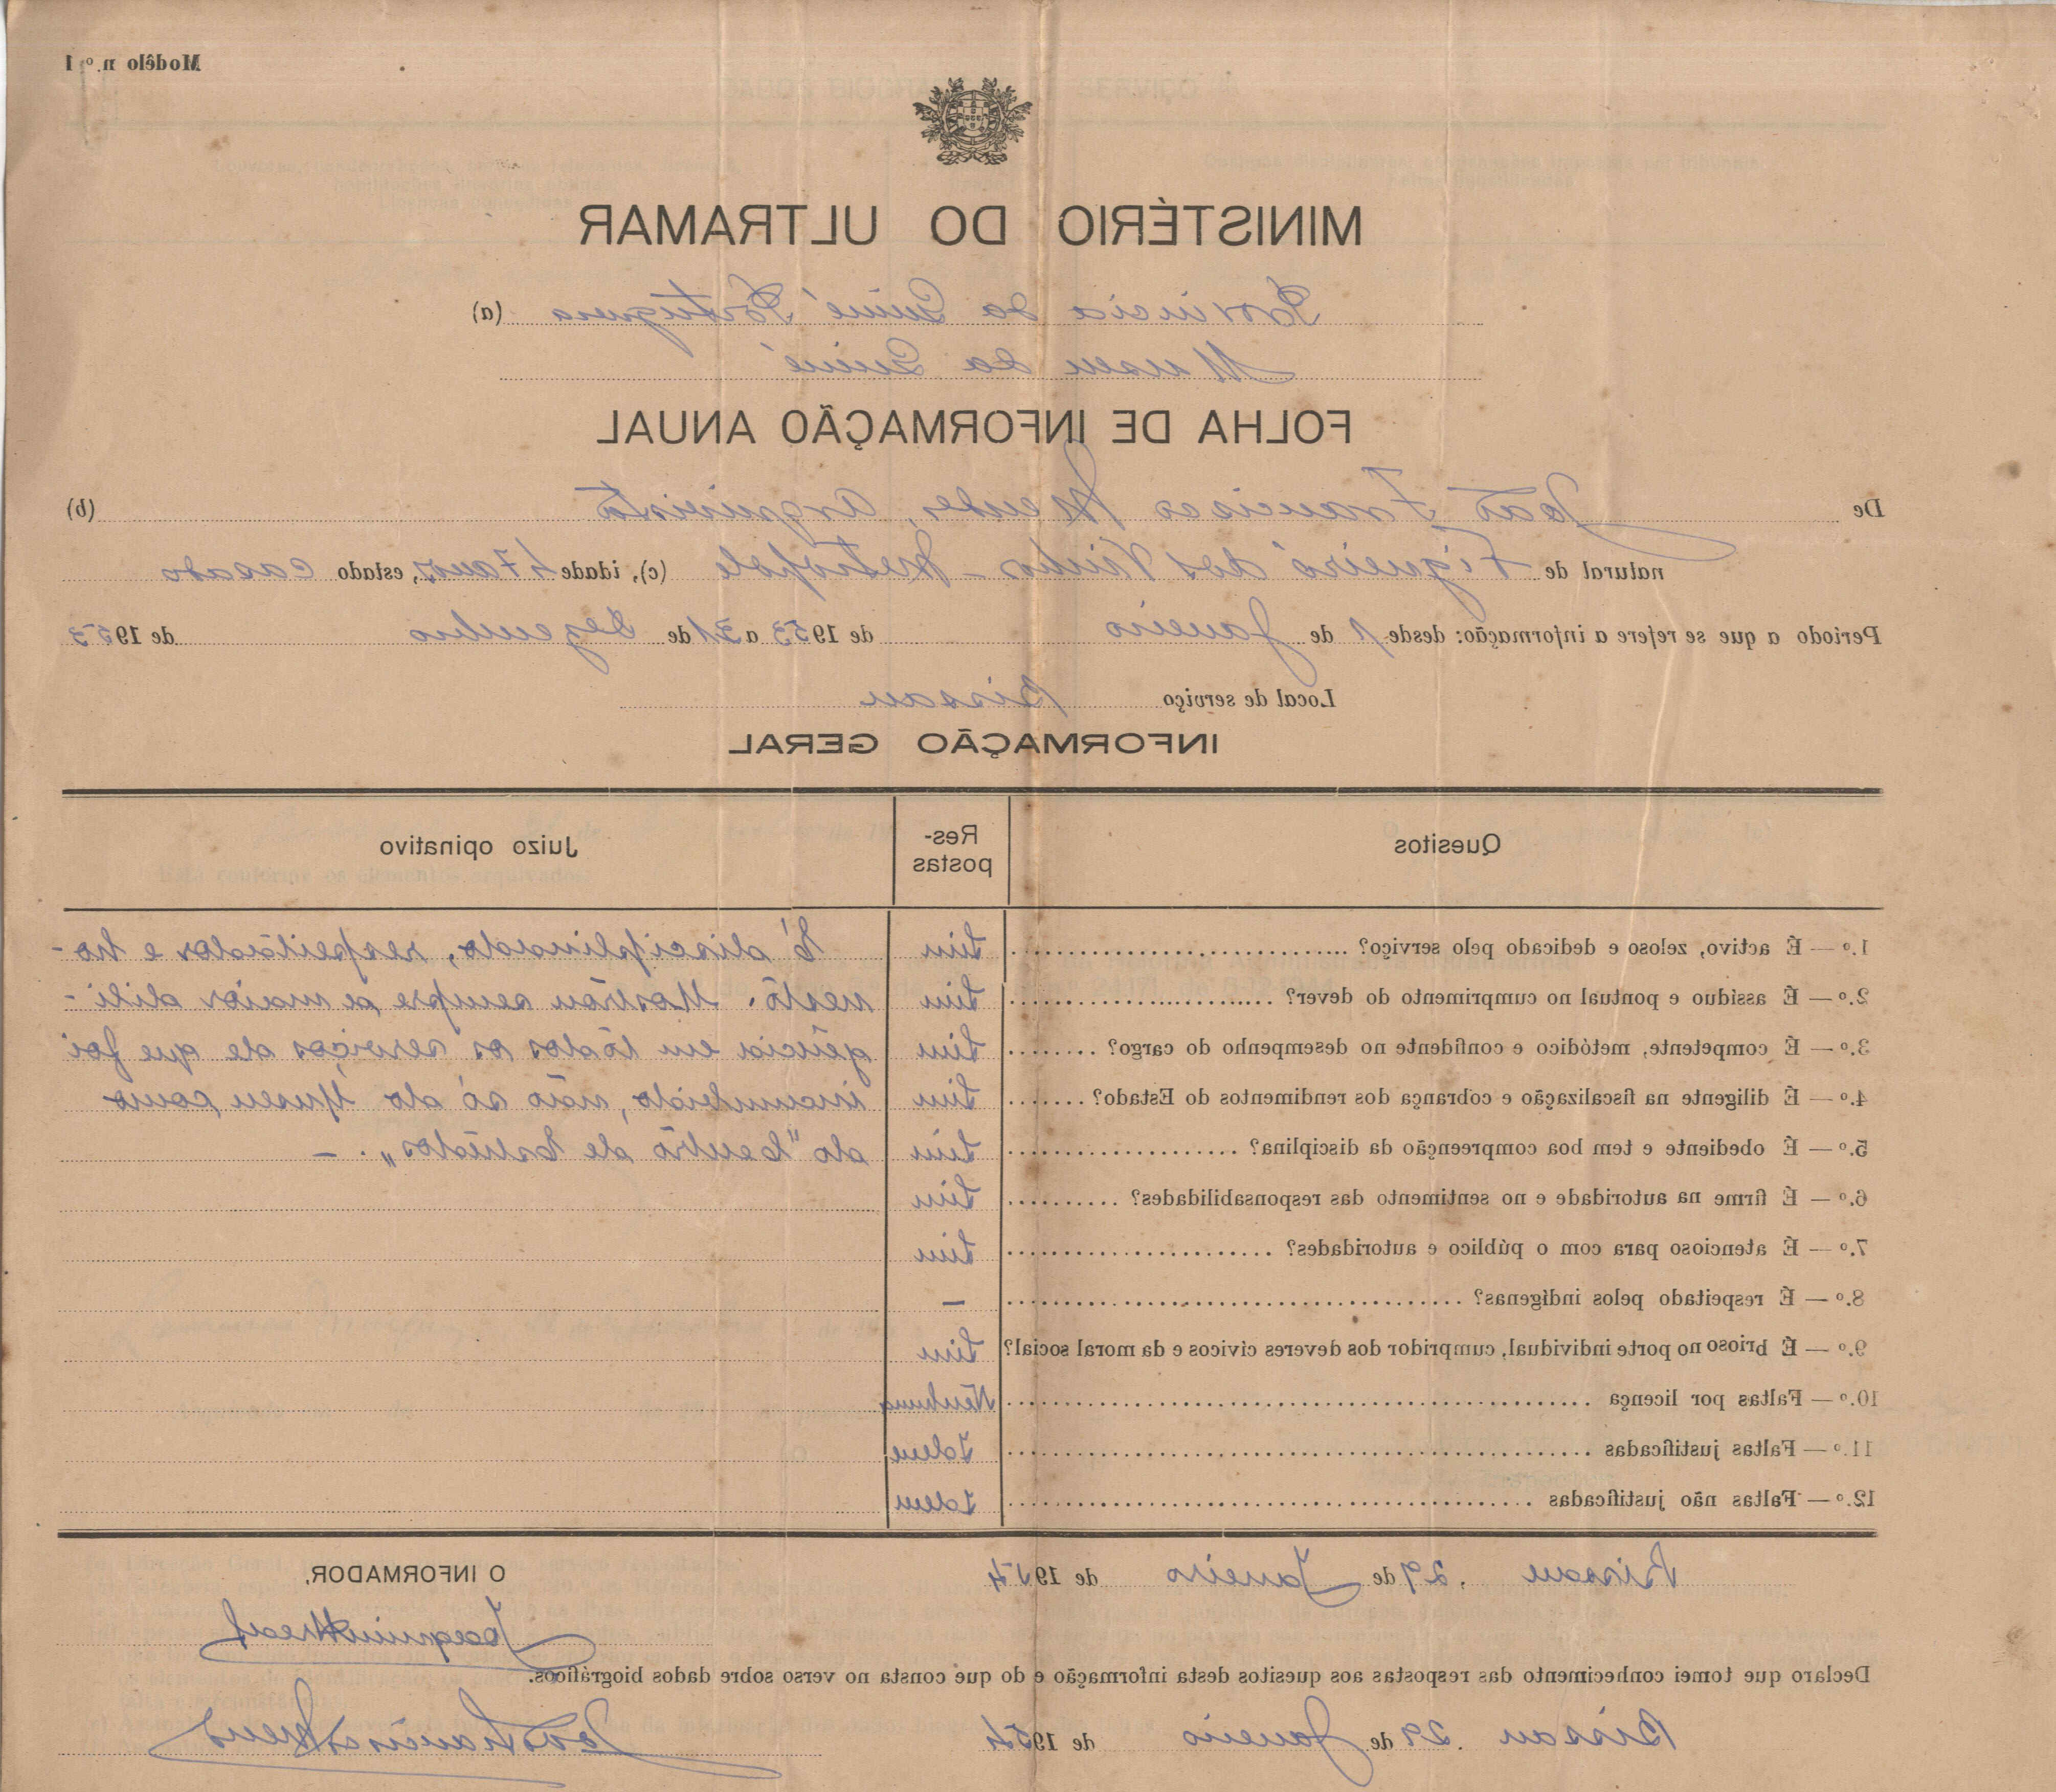 Modêlo n.º 1
MINISTÉRIO DO ULTRAMAR
Província da Guiné Portuguesa (a)
Museu da Guiné
FOLHA DE INFORMAÇÃO ANUAL
De João Francisco Mendes, Arquivista (b)
natural de Figueiró dos Vinhos - Metrópole (c), idade 47 anos, estado casado
Periodo a que se refere a informação: desde 1 de Janeiro de 1953 a 31 de Dezembro de 1953
Local de serviço Bissau
INFORMAÇÃO GERAL
Quesitos Res-postas Juizo opinativo
1.º — É activo, zeloso e dedicado pelo serviço? Sim É disciplinado, respeitador e ho-
2.º — É assíduo e pontual no cumprimento do dever? Sim nesto. Mostrou sempre a maior dili-
3.º — É competente, metódico e confidente no desempenho do cargo? Sim gência em todos os serviços de que foi
4.º — É diligente na fiscalização e cobrança dos rendimentos do Estado? Sim incumbido, não só do Museu como
5.º — É obediente e tem boa compreenção da disciplina? Sim do "Centro de Estudos". —
6.º — É firme na autoridade e no sentimento das responsabilidades? Sim
7.º — É atencioso para com o público e autoridades? Sim
8.º — É respeitado pelos indígenas? —
9.º — É brioso no porte individual, cumpridor dos deveres cívicos e da moral social? Sim
10.º — Faltas por licença Nenhuma
11.º — Faltas justificadas Idem
12.º — Faltas não justificadas Idem
Bissau, 29 de Janeiro de 1954 O INFORMADOR,
Declaro que tomei conhecimento das respostas aos quesitos desta informação e do que consta no verso sobre dados biográficos.
Bissau, 29 de Janeiro de 1954